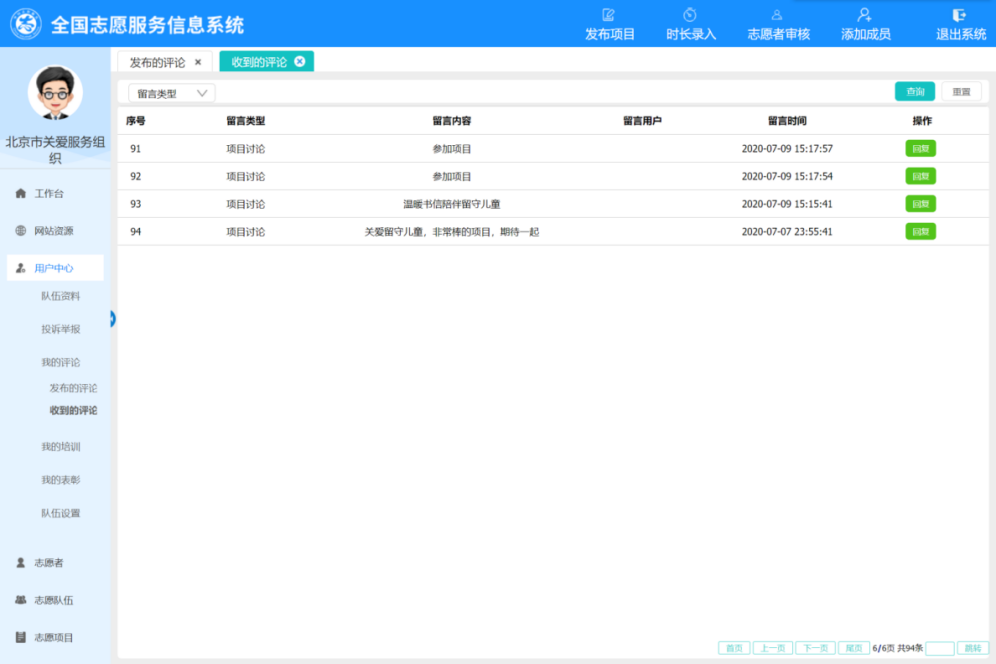 全国志愿服务信息系统
发布项目 时长录入 志愿者审核 添加成员 退出系统
北京市关爱服务组
织
工作台
网站资源
用户中心
队伍资料
投诉举报
我的评论
发布的评论
收到的评论
我的培训
我的表彰
队伍设置
志愿者
志愿队伍
志愿项目
发布的评论 × 收到的评论
留言类型 查询 重置
序号 留言类型 留言内容 留言用户 留言时间 操作
91 项目讨论 参加项目 2020-07-09 15:17:57 回复
92 项目讨论 参加项目 2020-07-09 15:17:54 回复
93 项目讨论 温暖书信陪伴留守儿童 2020-07-09 15:15:41 回复
94 项目讨论 关爱留守儿童，非常棒的项目，期待一起 2020-07-07 23:55:41 回复
首页 上一页 下一页 尾页 6/6页 共94条 跳转